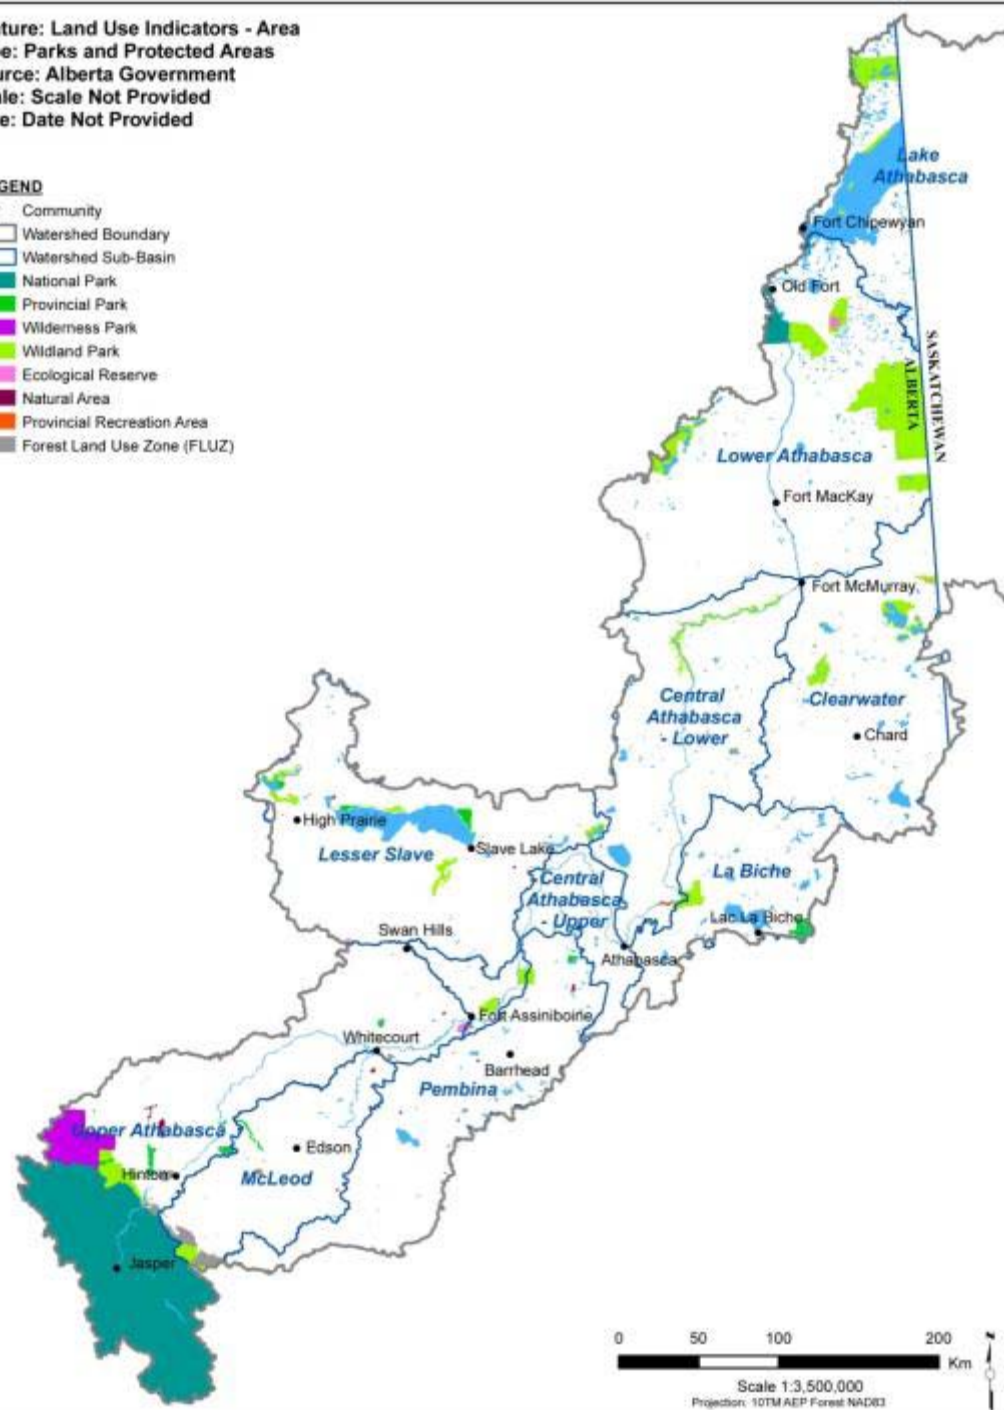 ture: Land Use Indicators - Area
e: Parks and Protected Areas
urce: Alberta Government
le: Scale Not Provided
e: Date Not Provided
GEND
Community
Watershed Boundary
Watershed Sub-Basin
National Park
Provincial Park
Wilderness Park
Wildland Park
Ecological Reserve
Natural Area
Provincial Recreation Area
Forest Land Use Zone (FLUZ)
Lake
Athabasca
Fort Chipewyan
Old Fort
SASKATCHEWAN
ALBERTA
Lower Athabasca
Fort MacKay
Fort McMurray
Central
Athabasca
- Lower
Clearwater
Chard
High Prairie
Lesser Slave
Slave Lake
Central
Athabasca
- Upper
La Biche
Lac La Biche
Swan Hills
Athabasca
Fort Assiniboine
Whitecourt
Barrhead
Pembina
Upper Athabasca
Hinton
Edson
McLeod
Jasper
0 50 100 200
Km
Scale 1:3,500,000
Projection: 10TM AEP Forest NAD83
N